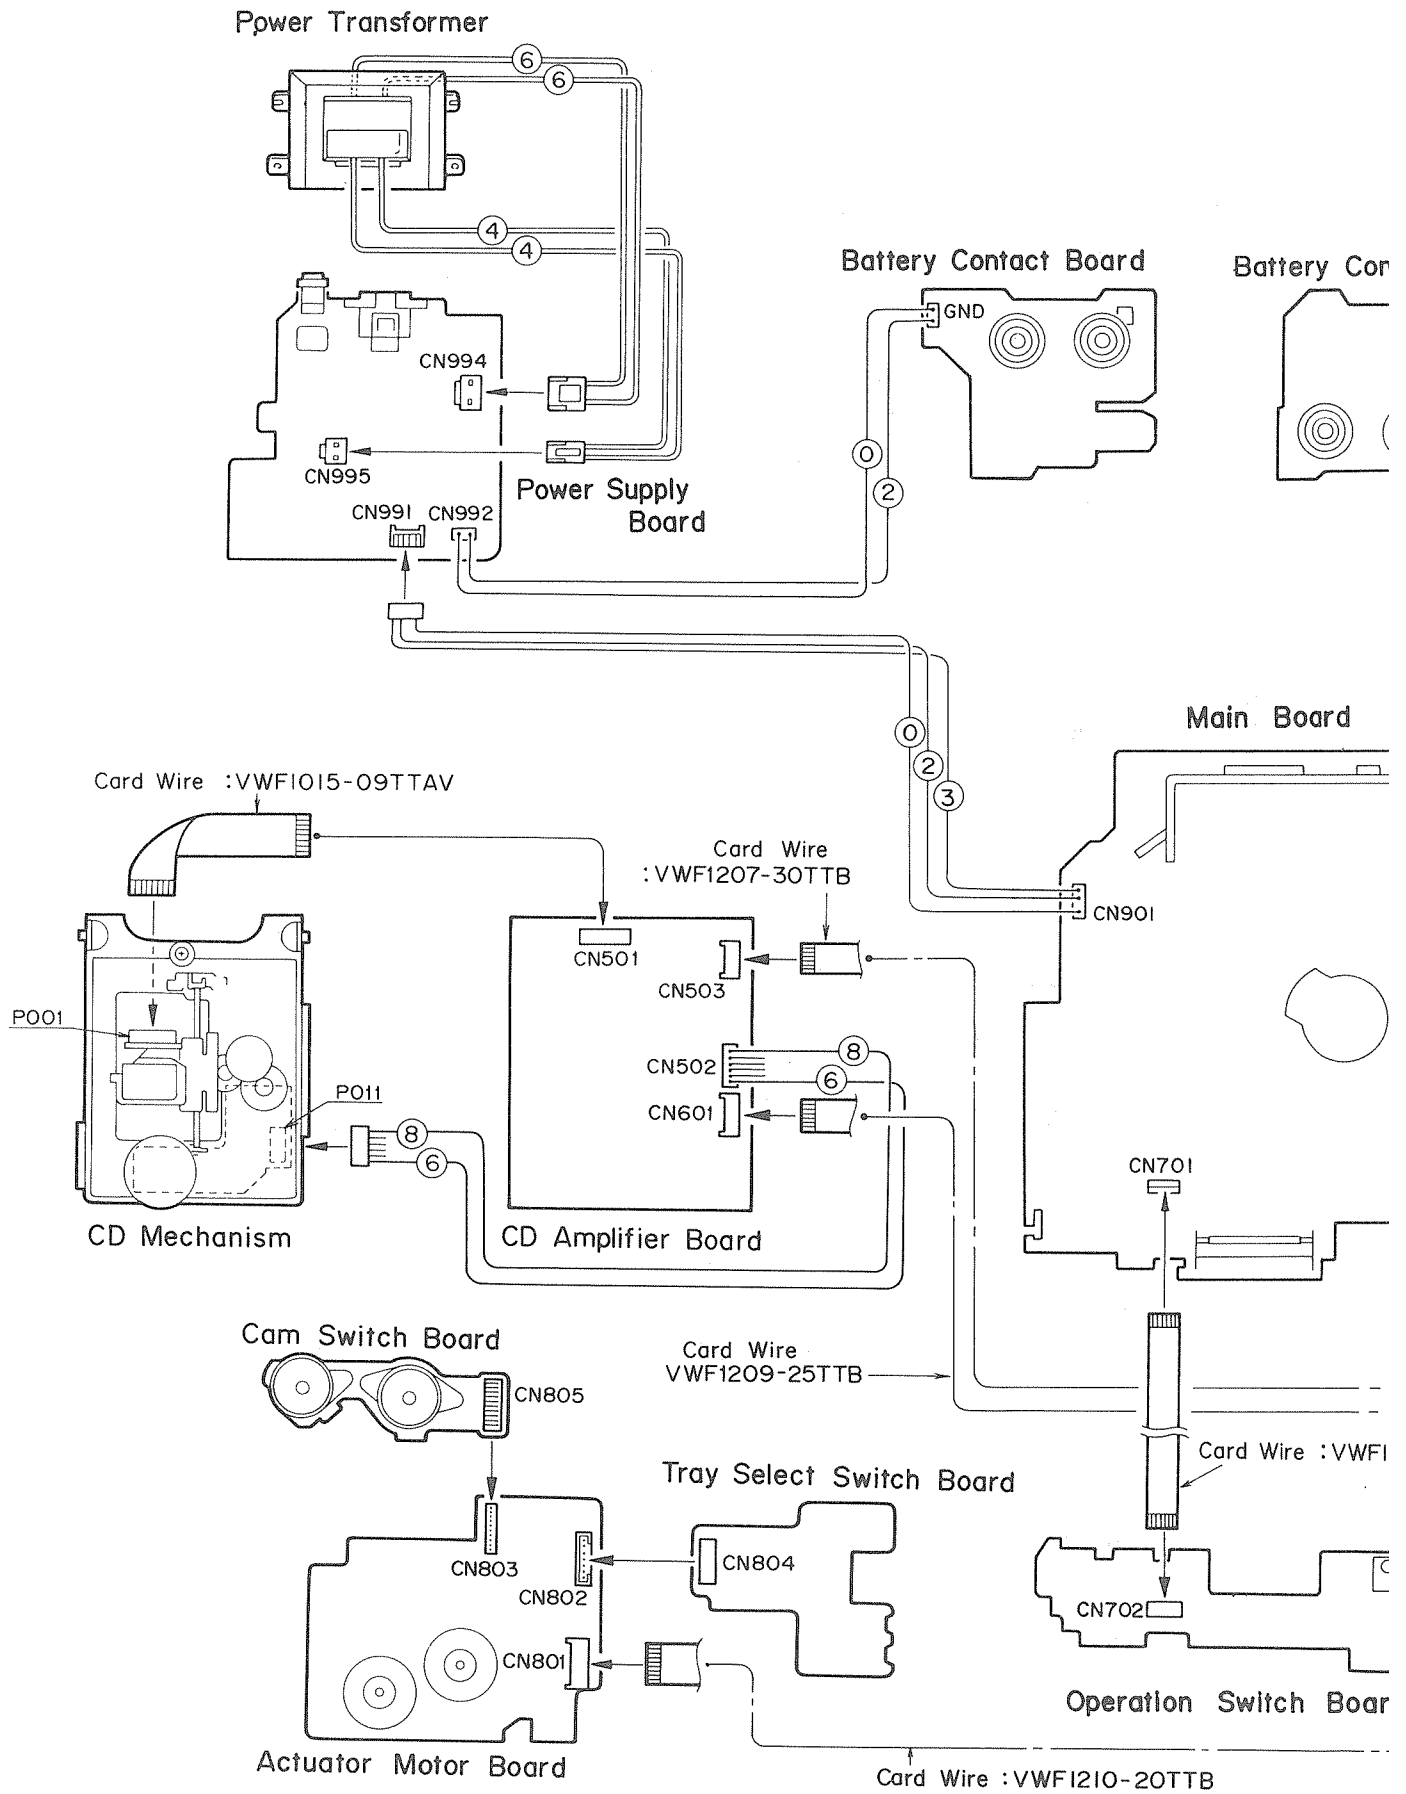 Power Transformer
6
6
4
4
Battery Contact Board
Battery Con
GND
CN994
CN995
Power Supply
Board
CN991 CN992
0
2
0
2
3
Main Board
Card Wire :VWF1015-09TTAV
Card Wire
:VWF1207-30TTB
CN901
CN501
CN503
P001
CN502
8
6
P011
CN601
8
6
CN701
CD Mechanism
CD Amplifier Board
Cam Switch Board
Card Wire
VWF1209-25TTB
CN805
Card Wire :VWF1
Tray Select Switch Board
CN803
CN802
CN804
CN702
CN801
Operation Switch Boar
Actuator Motor Board
Card Wire :VWF1210-20TTB